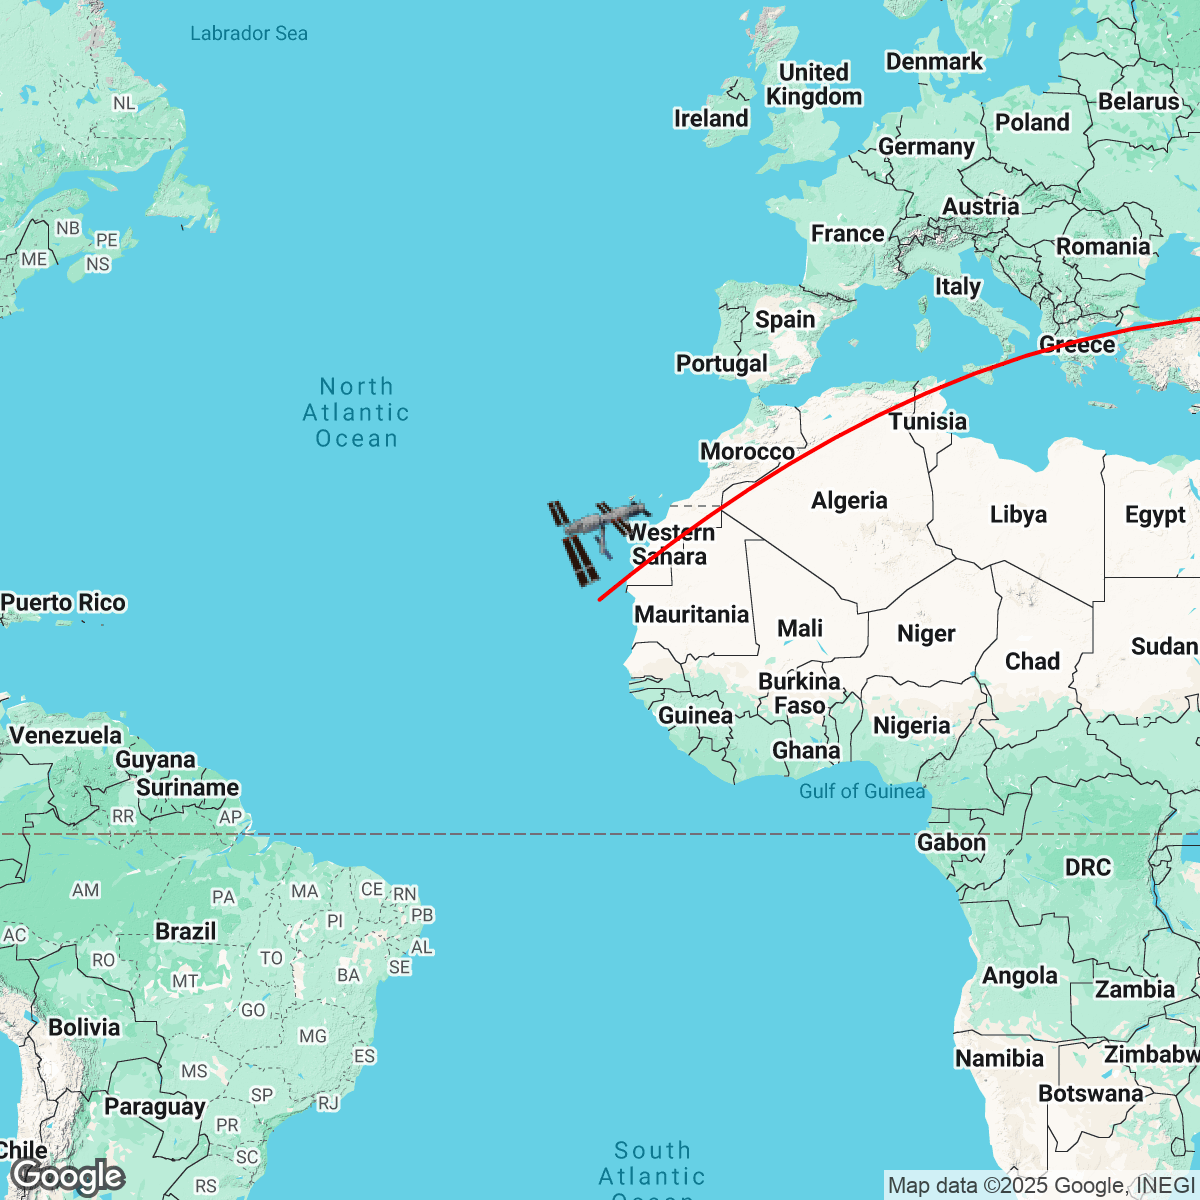 Labrador Sea
Denmark
United
Kingdom
Belarus
NL
Ireland
Poland
Germany
Austria
NB
PE
France
Romania
ME
NS
Italy
Spain
Greece
Portugal
North
Atlantic
Ocean
Tunisia
Morocco
Algeria
Libya
Egypt
Western
Sahara
Puerto Rico
Mauritania
Mali
Niger
Sudan
Chad
Burkina
Faso
Guinea
Nigeria
Venezuela
Ghana
Guyana
Suriname
Gulf of Guinea
RR
AP
Gabon
DRC
AM
PA
MA
CE
RN
PB
PI
Brazil
AC
AL
RO
TO
SE
BA
MT
Angola
Zambia
GO
Bolivia
MG
ES
Namibia
Zimbabw
MS
SP
Botswana
RJ
Paraguay
PR
Chile
SC
South
Atlantic
Ocean
RS
Google
Map data ©2025 Google, INEGI